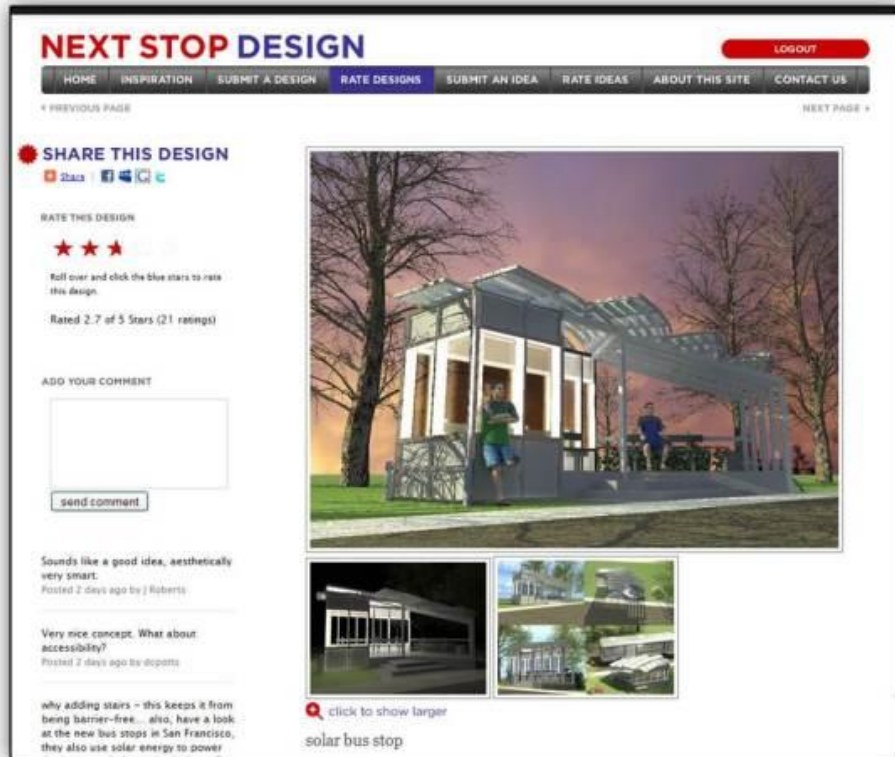 NEXT STOP DESIGN
LOGOUT
HOME INSPIRATION SUBMIT A DESIGN RATE DESIGNS SUBMIT AN IDEA RATE IDEAS ABOUT THIS SITE CONTACT US
PREVIOUS PAGE
NEXT PAGE
SHARE THIS DESIGN
Share
RATE THIS DESIGN
Roll over and click the blue stars to rate
this design.
Rated 2.7 of 5 Stars (21 ratings)
ADD YOUR COMMENT
send comment
Sounds like a good idea, aesthetically
very smart.
Posted 2 days ago by J Roberts
Very nice concept. What about
accessibility?
Posted 2 days ago by dcpotts
why adding stairs - this keeps it from
being barrier-free... also, have a look
at the new bus stops in San Francisco,
they also use solar energy to power
click to show larger
solar bus stop